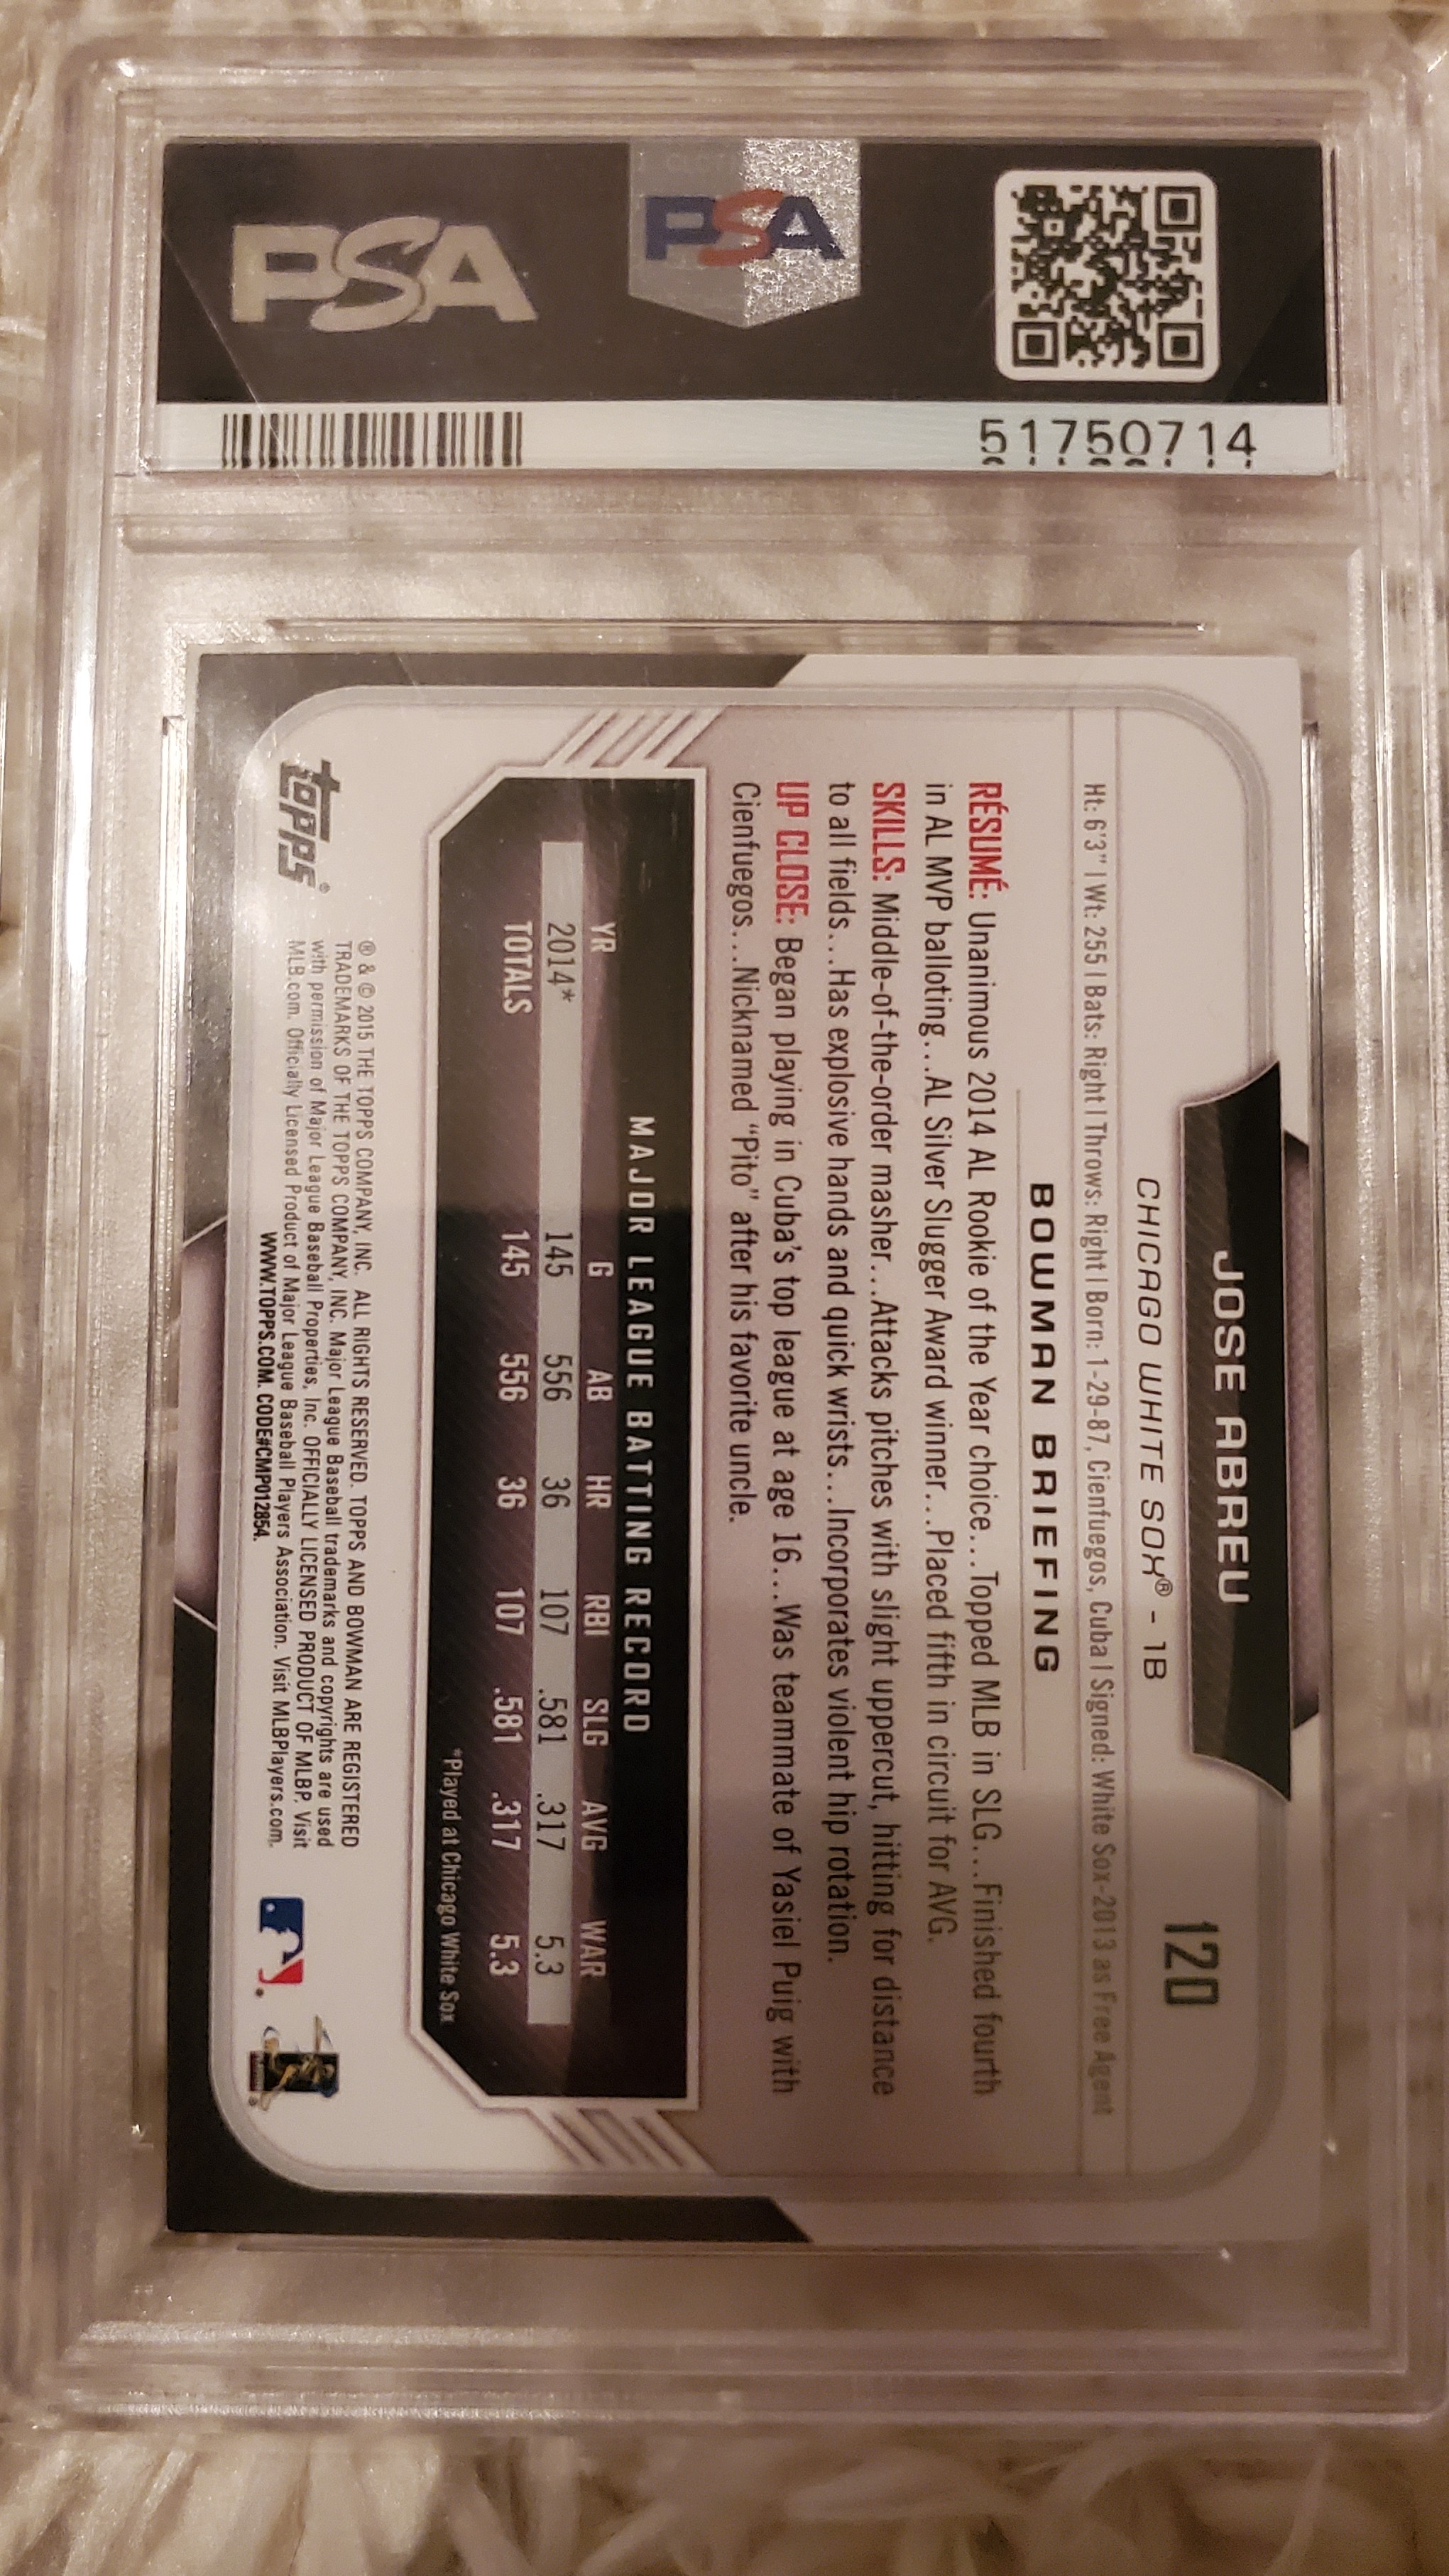 PSA
PSA
51750714
JOSE ABREU
120
CHICAGO WHITE SOX® - 1B
Ht: 6'3" | Wt: 255 | Bats: Right | Throws: Right | Born: 1-29-87, Cienfuegos, Cuba | Signed: White Sox-2013 as Free Agent
BOWMAN BRIEFING
RÉSUMÉ: Unanimous 2014 AL Rookie of the Year choice...Topped MLB in SLG...Finished fourth
in AL MVP balloting...AL Silver Slugger Award winner...Placed fifth in circuit for AVG.
SKILLS: Middle-of-the-order masher...Attacks pitches with slight uppercut, hitting for distance
to all fields...Has explosive hands and quick wrists...Incorporates violent hip rotation.
UP CLOSE: Began playing in Cuba's top league at age 16...Was teammate of Yasiel Puig with
Cienfuegos...Nicknamed "Pito" after his favorite uncle.
MAJOR LEAGUE BATTING RECORD
YR G AB HR RBI SLG AVG WAR
2014* 145 556 36 107 .581 .317 5.3
TOTALS 145 556 36 107 .581 .317 5.3
*Played at Chicago White Sox
topps®
® & © 2015 THE TOPPS COMPANY, INC. ALL RIGHTS RESERVED. TOPPS AND BOWMAN ARE REGISTERED
TRADEMARKS OF THE TOPPS COMPANY, INC. Major League Baseball trademarks and copyrights are used
with permission of Major League Baseball Properties, Inc. OFFICIALLY LICENSED PRODUCT OF MLBP. Visit
MLB.com. Officially Licensed Product of Major League Baseball Players Association. Visit MLBPlayers.com.
WWW.TOPPS.COM. CODE#CMP012854.